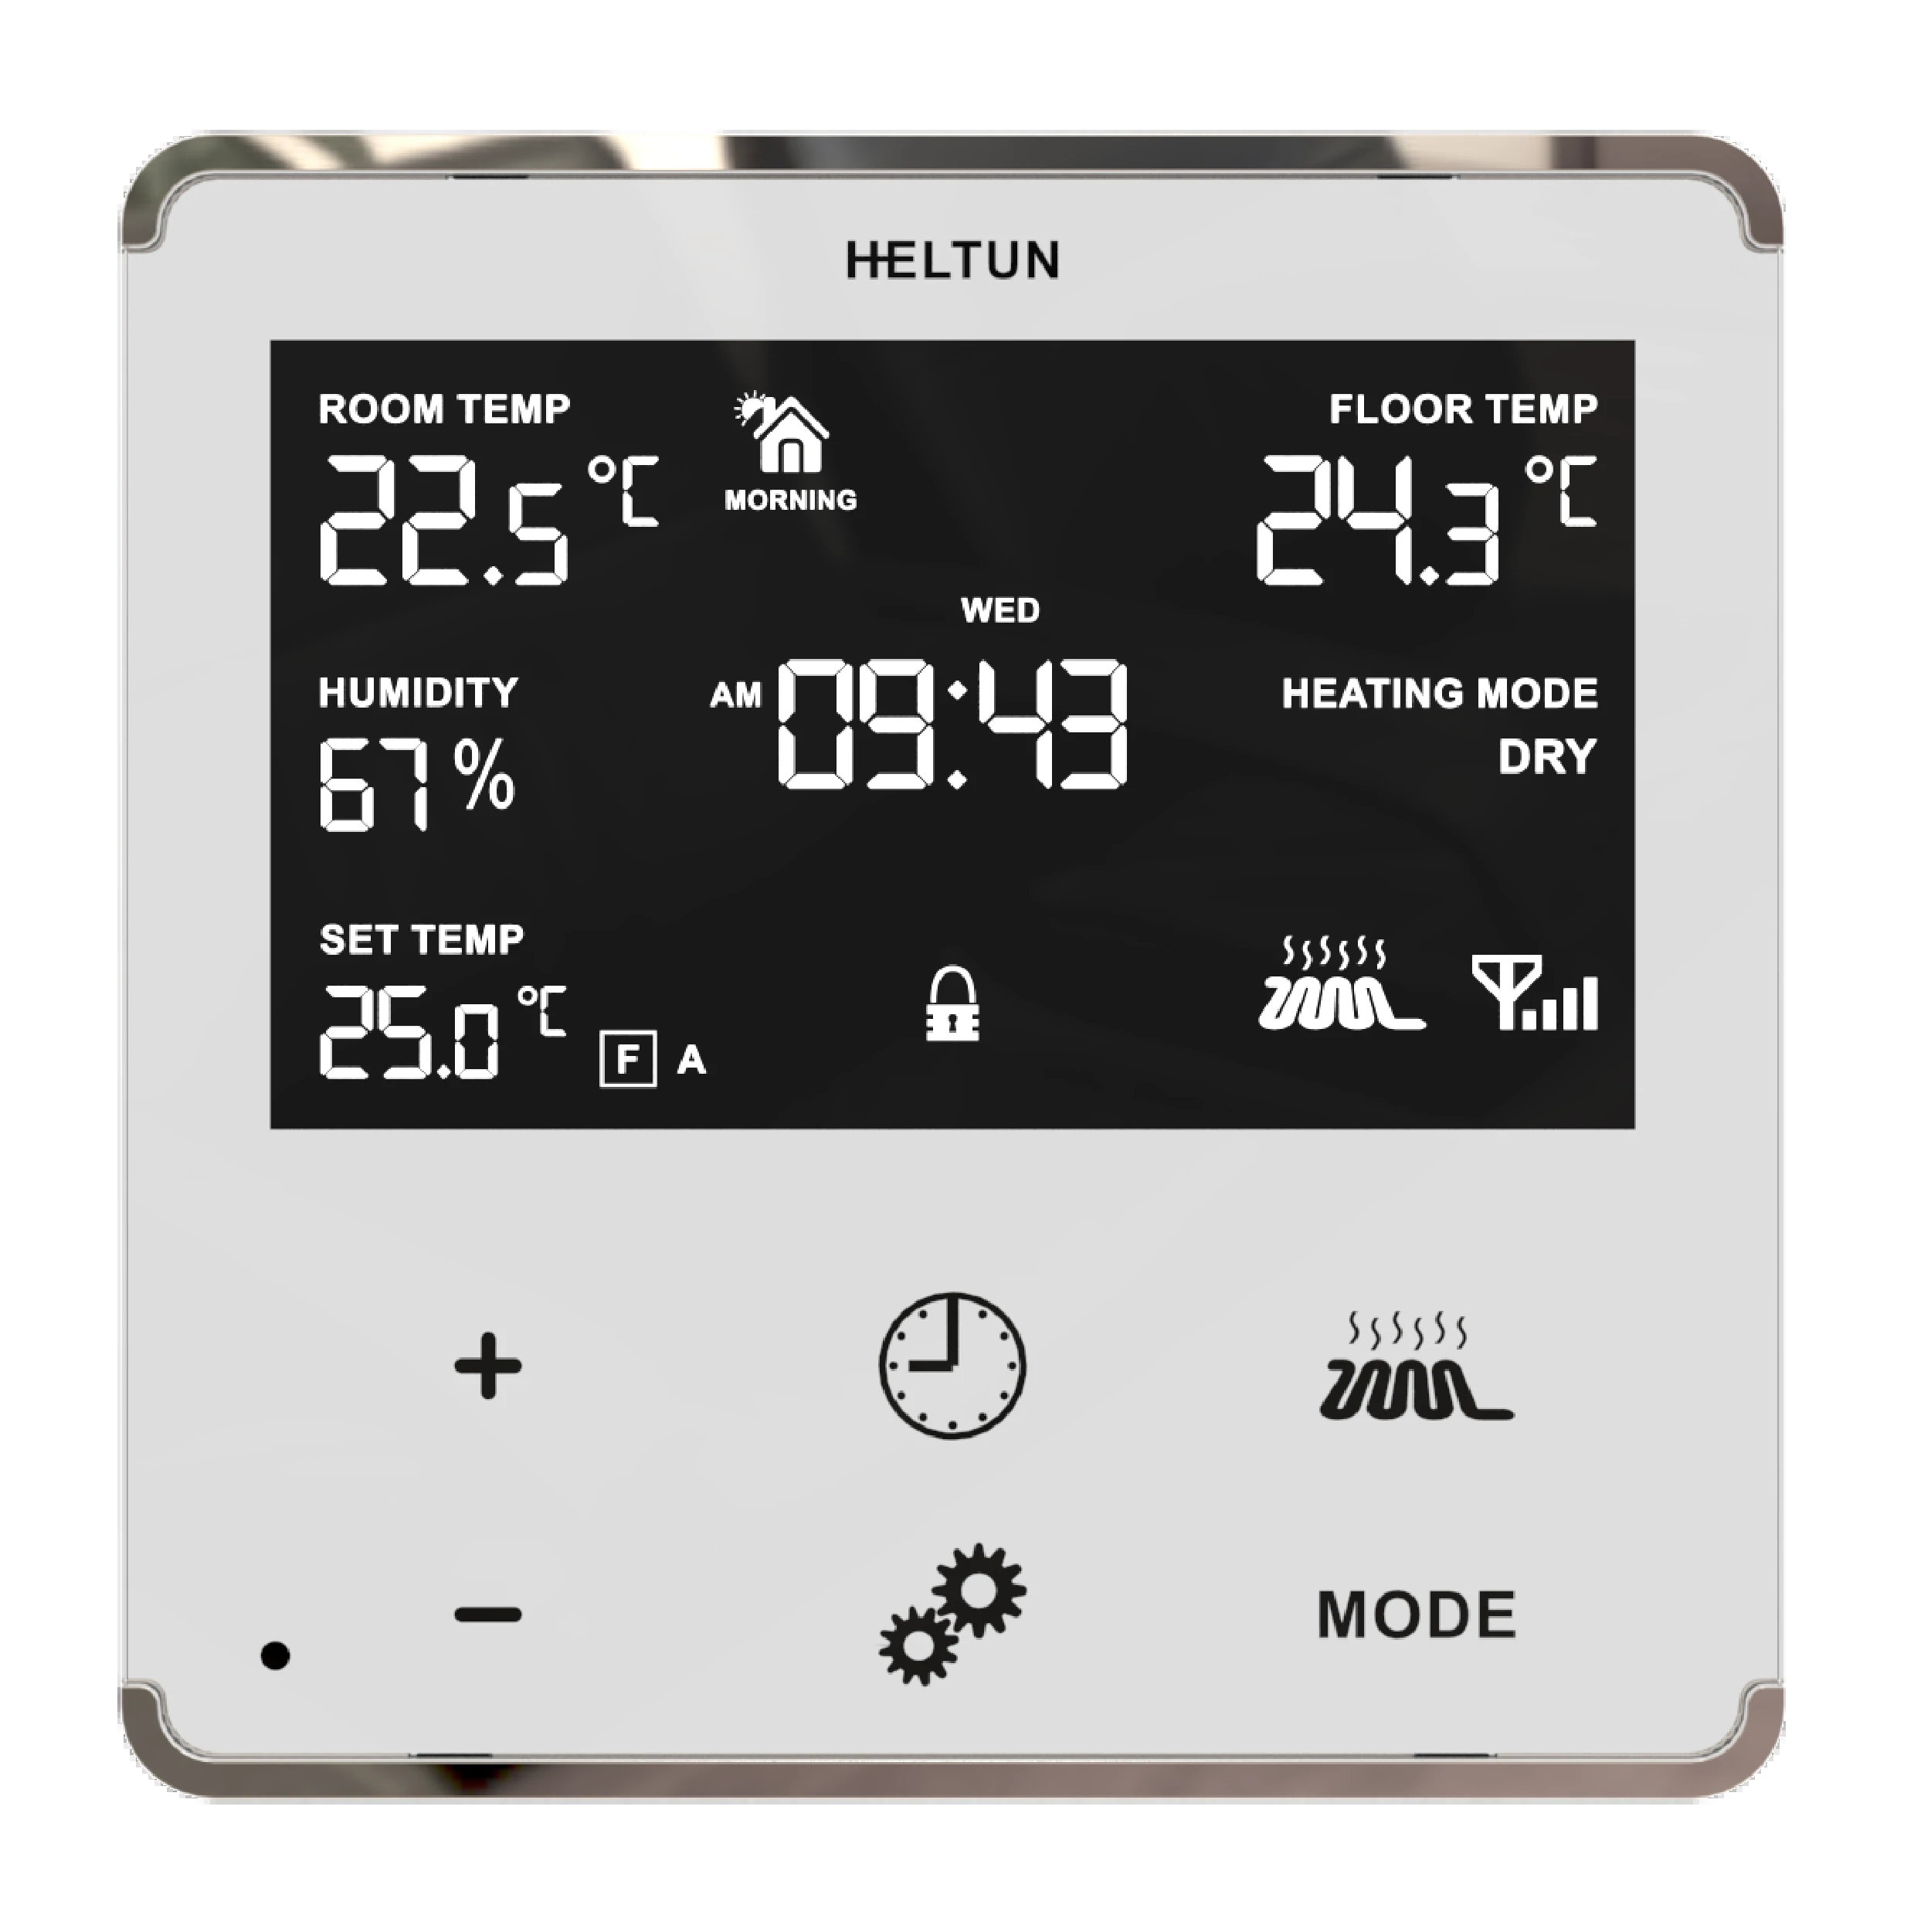 HELTUN
ROOM TEMP
22.5 °C
MORNING
FLOOR TEMP
24.3 °C
WED
HUMIDITY
67 %
AM 09:43
HEATING MODE
DRY
SET TEMP
25.0 °C
F A
+
−
MODE